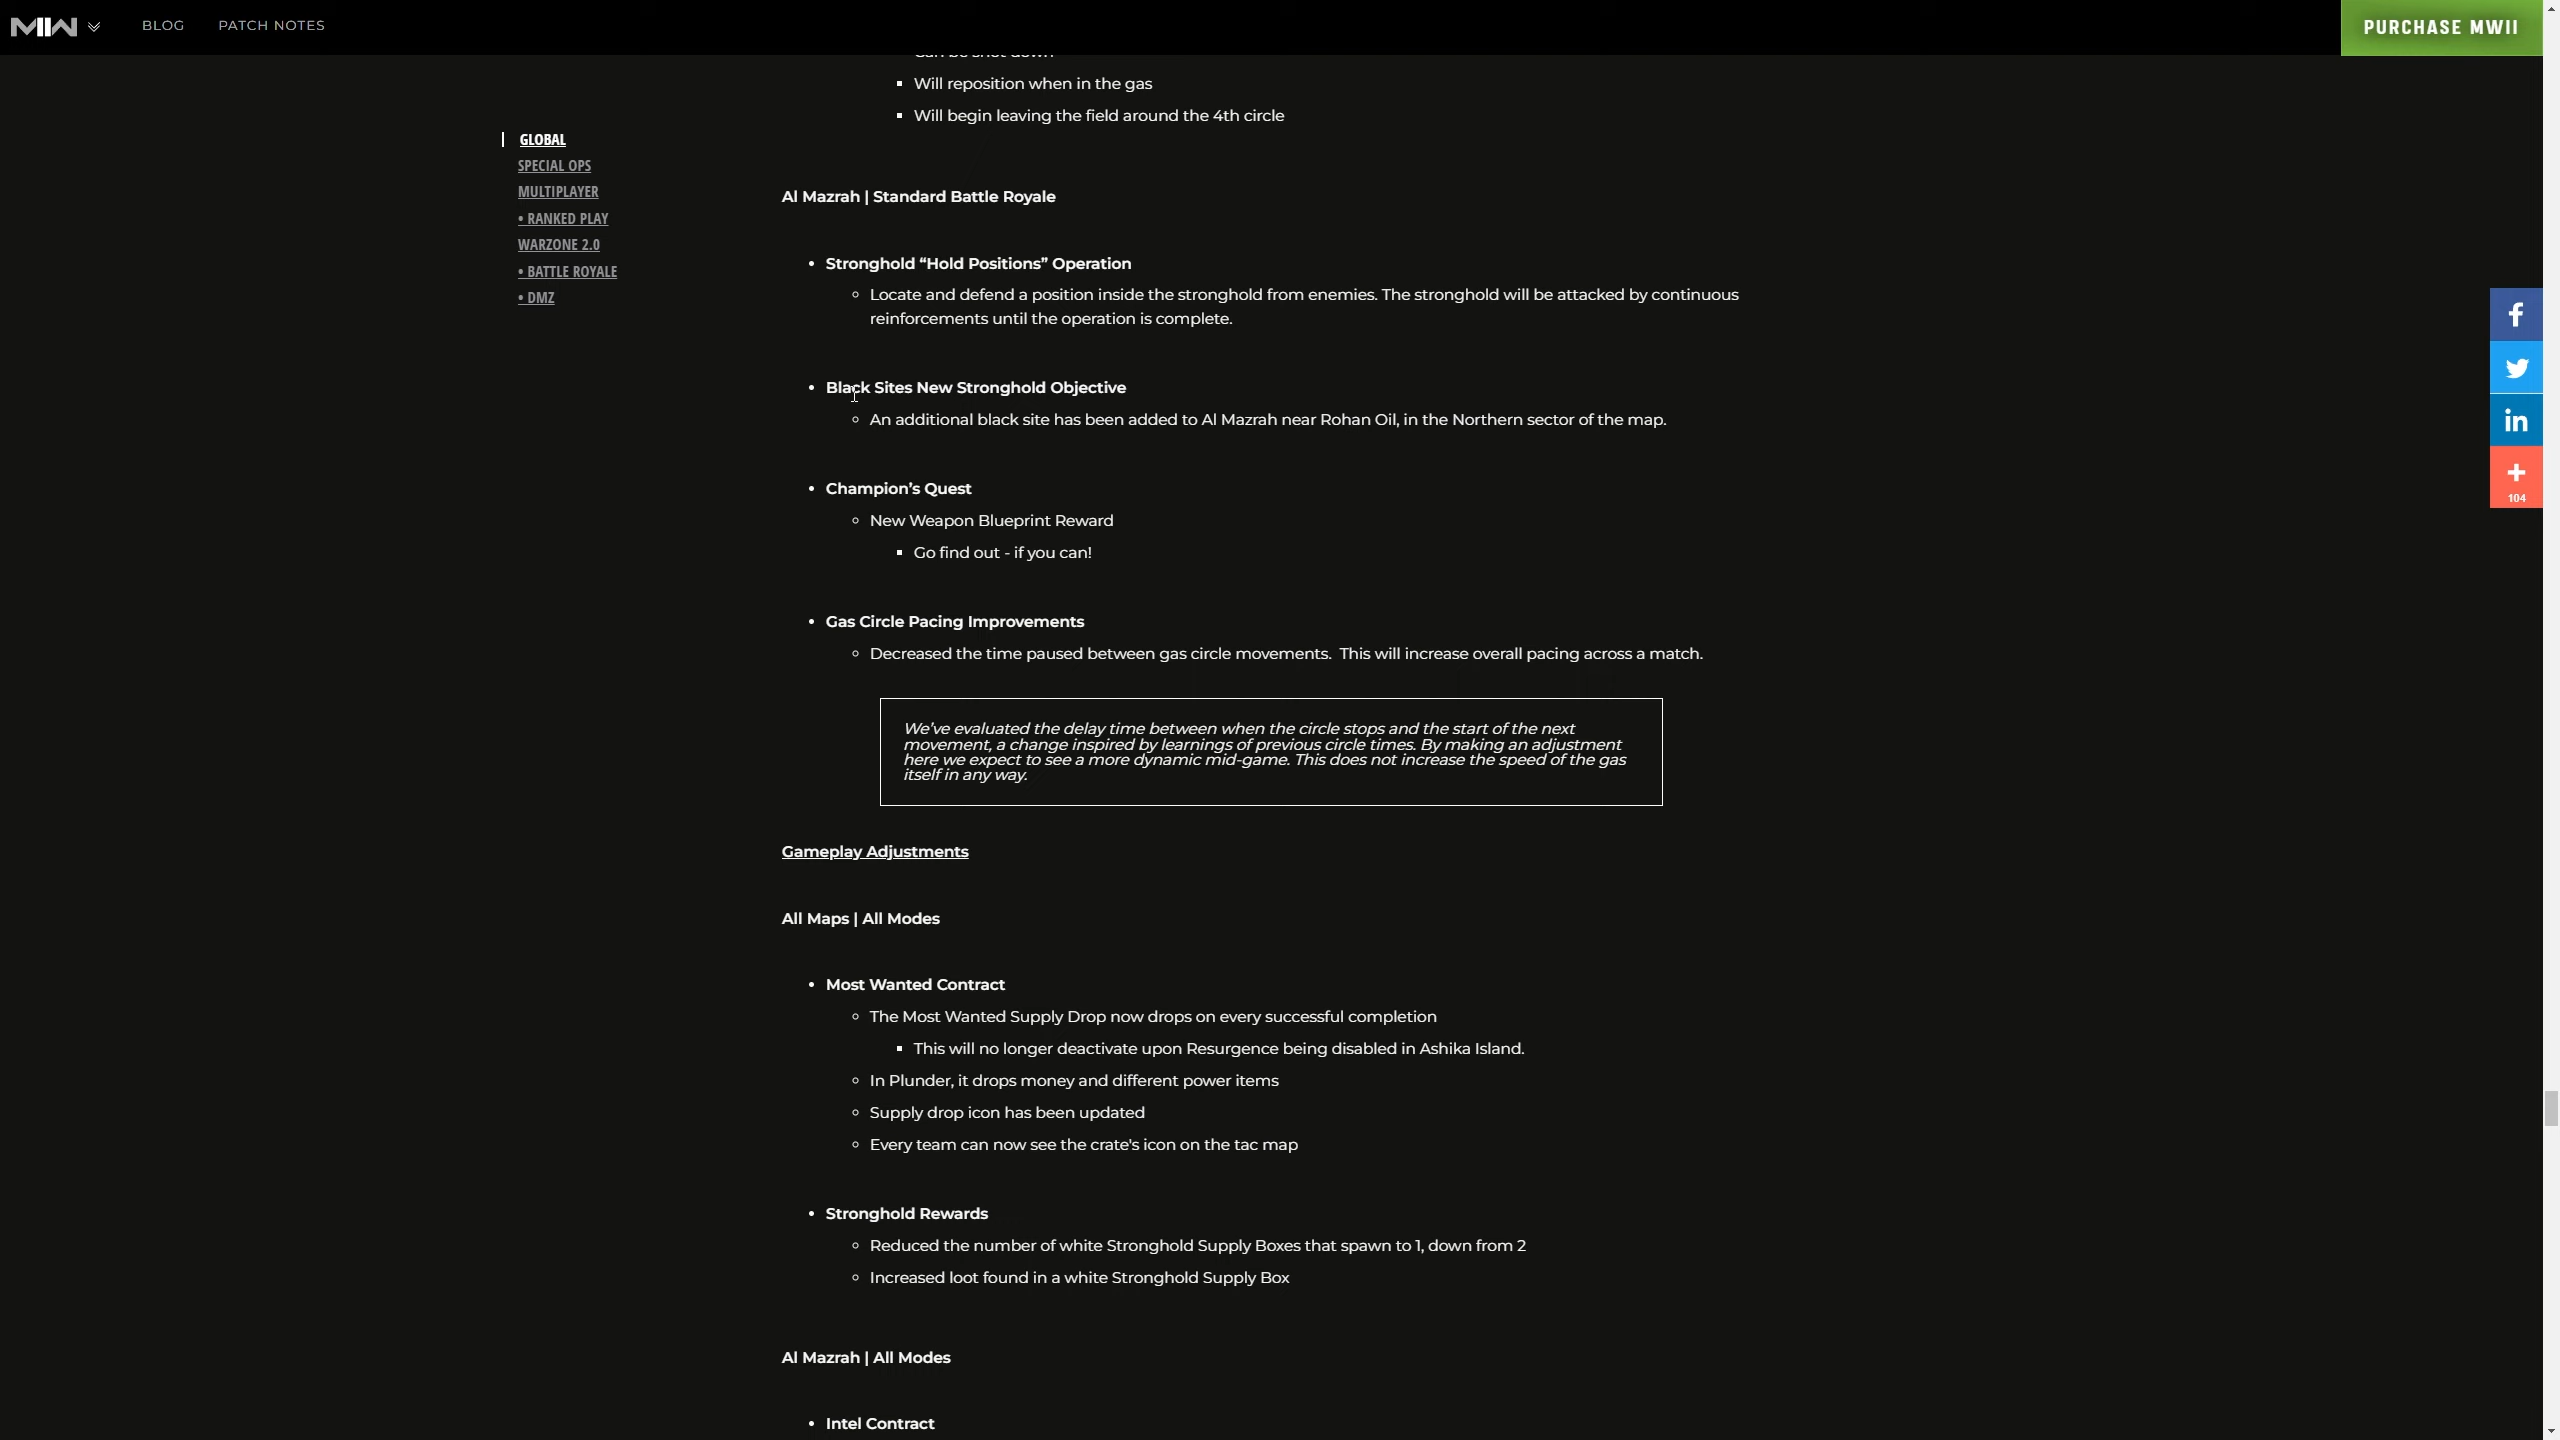 MWII
BLOG
PATCH NOTES
PURCHASE MWII
Can be shot down
Will reposition when in the gas
Will begin leaving the field around the 4th circle
GLOBAL
SPECIAL OPS
MULTIPLAYER
• RANKED PLAY
WARZONE 2.0
• BATTLE ROYALE
• DMZ
Al Mazrah | Standard Battle Royale
Stronghold “Hold Positions” Operation
Locate and defend a position inside the stronghold from enemies. The stronghold will be attacked by continuous
reinforcements until the operation is complete.
Black Sites New Stronghold Objective
An additional black site has been added to Al Mazrah near Rohan Oil, in the Northern sector of the map.
Champion’s Quest
New Weapon Blueprint Reward
Go find out - if you can!
Gas Circle Pacing Improvements
Decreased the time paused between gas circle movements.  This will increase overall pacing across a match.
We’ve evaluated the delay time between when the circle stops and the start of the next
movement, a change inspired by learnings of previous circle times. By making an adjustment
here we expect to see a more dynamic mid-game. This does not increase the speed of the gas
itself in any way.
Gameplay Adjustments
All Maps | All Modes
Most Wanted Contract
The Most Wanted Supply Drop now drops on every successful completion
This will no longer deactivate upon Resurgence being disabled in Ashika Island.
In Plunder, it drops money and different power items
Supply drop icon has been updated
Every team can now see the crate's icon on the tac map
Stronghold Rewards
Reduced the number of white Stronghold Supply Boxes that spawn to 1, down from 2
Increased loot found in a white Stronghold Supply Box
Al Mazrah | All Modes
Intel Contract
104